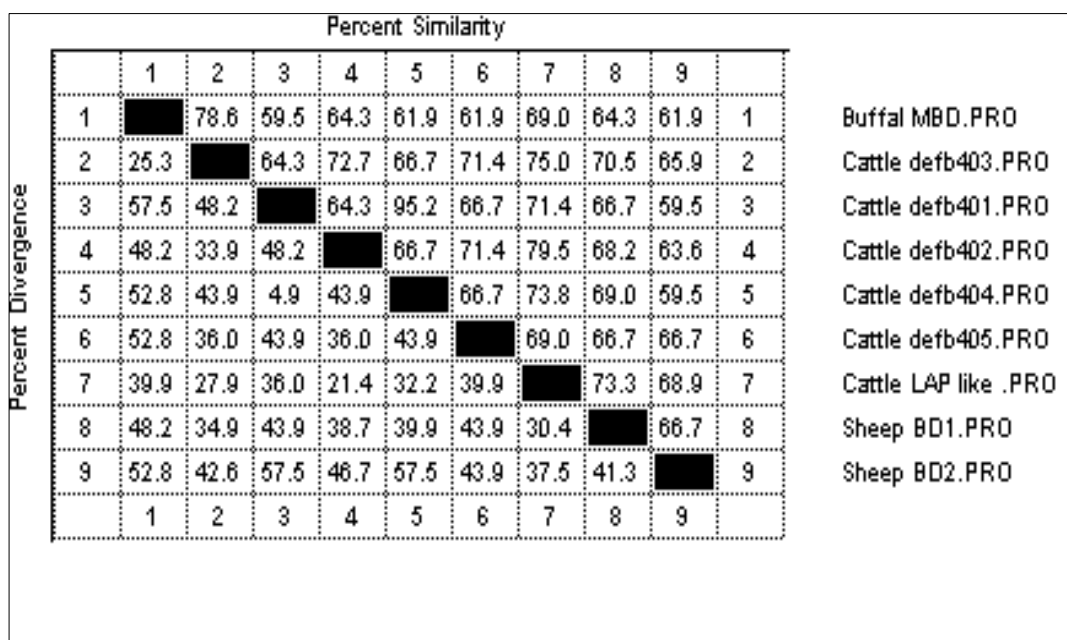 Percent Similarity
1 2 3 4 5 6 7 8 9
1 78.6 59.5 64.3 61.9 61.9 69.0 64.3 61.9 1 Buffal MBD.PRO
2 25.3 64.3 72.7 66.7 71.4 75.0 70.5 65.9 2 Cattle defb403.PRO
3 57.5 48.2 64.3 95.2 66.7 71.4 66.7 59.5 3 Cattle defb401.PRO
4 48.2 33.9 48.2 66.7 71.4 79.5 68.2 63.6 4 Cattle defb402.PRO
5 52.8 43.9 4.9 43.9 66.7 73.8 69.0 59.5 5 Cattle defb404.PRO
6 52.8 36.0 43.9 36.0 43.9 69.0 66.7 66.7 6 Cattle defb405.PRO
7 39.9 27.9 36.0 21.4 32.2 39.9 73.3 68.9 7 Cattle LAP like .PRO
8 48.2 34.9 43.9 38.7 39.9 43.9 30.4 66.7 8 Sheep BD1.PRO
9 52.8 42.6 57.5 46.7 57.5 43.9 37.5 41.3 9 Sheep BD2.PRO
1 2 3 4 5 6 7 8 9
Percent Divergence